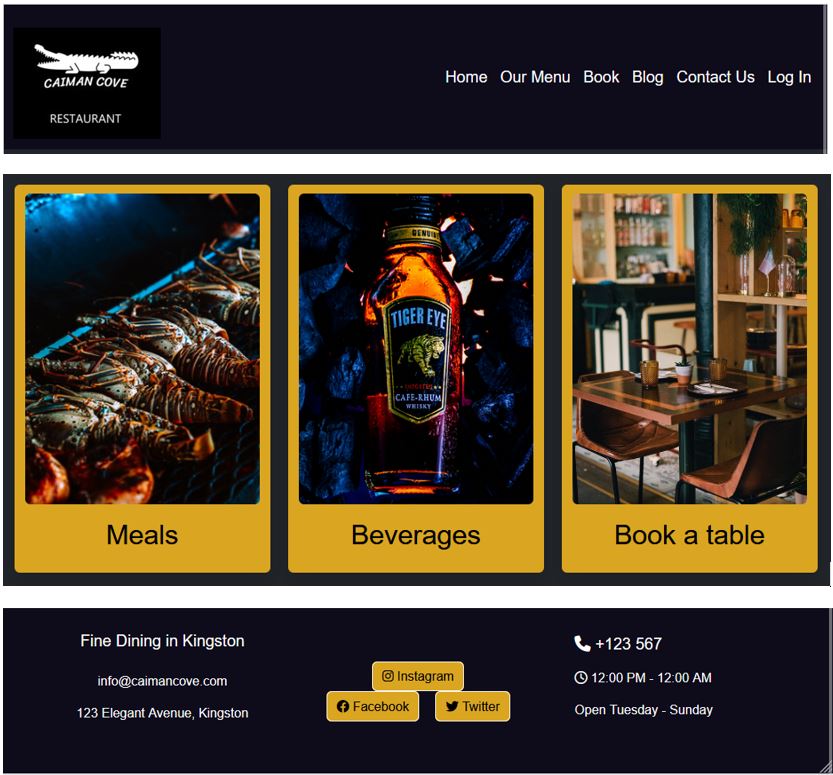 CAIMAN COVE
RESTAURANT
Home Our Menu Book Blog Contact Us Log In
GENUI
TIGER EYE
CAFE-RHUM
WHISKY
Meals
Beverages
Book a table
Fine Dining in Kingston
info@caimancove.com
123 Elegant Avenue, Kingston
Instagram
Facebook
Twitter
+123 567
12:00 PM - 12:00 AM
Open Tuesday - Sunday